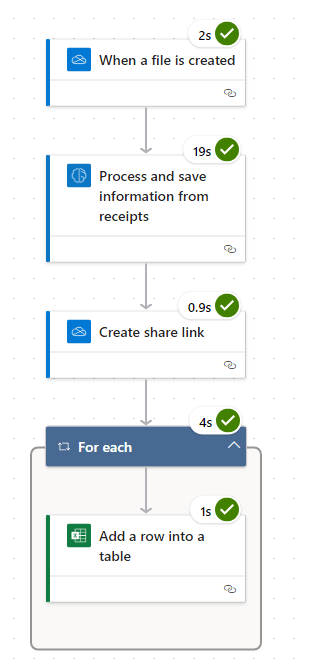 2s
When a file is created
19s
Process and save
information from
receipts
0.9s
Create share link
4s
For each
1s
Add a row into a
table